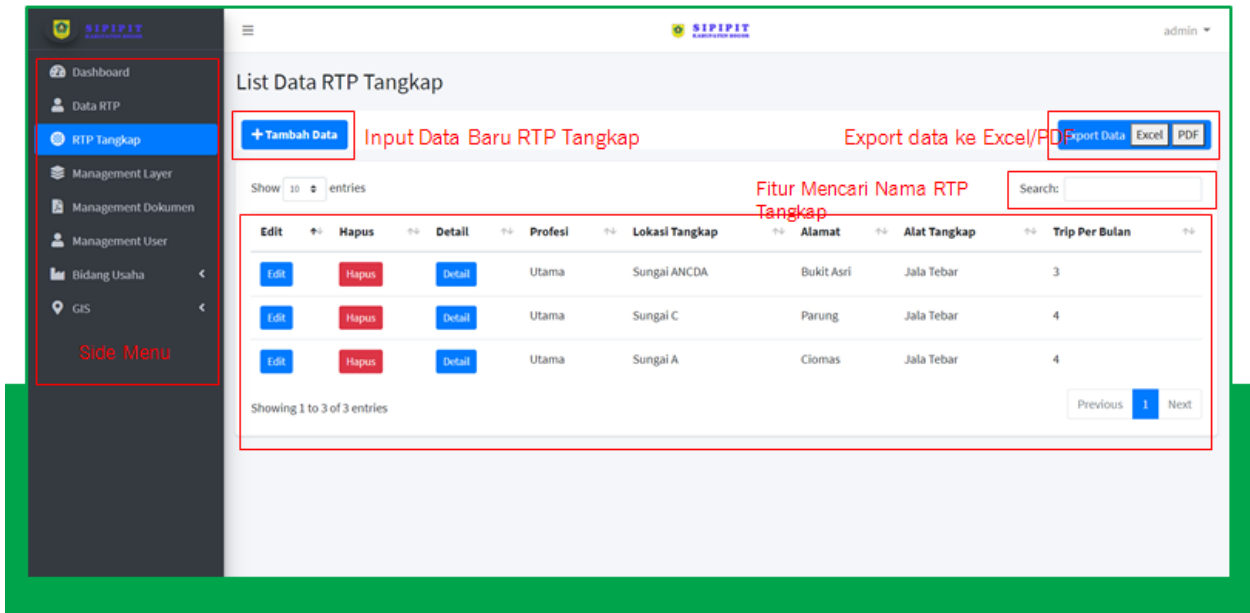 SIPIPIT
KABUPATEN BOGOR
SIPIPIT
KABUPATEN BOGOR
admin
Dashboard
Data RTP
RTP Tangkap
Management Layer
Management Dokumen
Management User
Bidang Usaha
GIS
Side Menu
List Data RTP Tangkap
+ Tambah Data
Input Data Baru RTP Tangkap
Export data ke Excel/PDF
Export Data Excel PDF
Show 10 entries
Fitur Mencari Nama RTP
Tangkap
Search:
Edit Hapus Detail Profesi Lokasi Tangkap Alamat Alat Tangkap Trip Per Bulan
Edit Hapus Detail Utama Sungai ANCDA Bukit Asri Jala Tebar 3
Edit Hapus Detail Utama Sungai C Parung Jala Tebar 4
Edit Hapus Detail Utama Sungai A Ciomas Jala Tebar 4
Showing 1 to 3 of 3 entries
Previous 1 Next